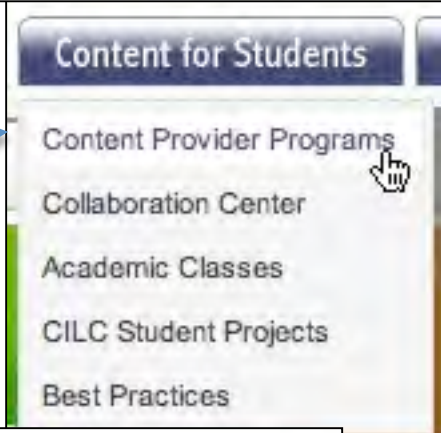 Content for Students
Content Provider Programs
Collaboration Center
Academic Classes
CILC Student Projects
Best Practices